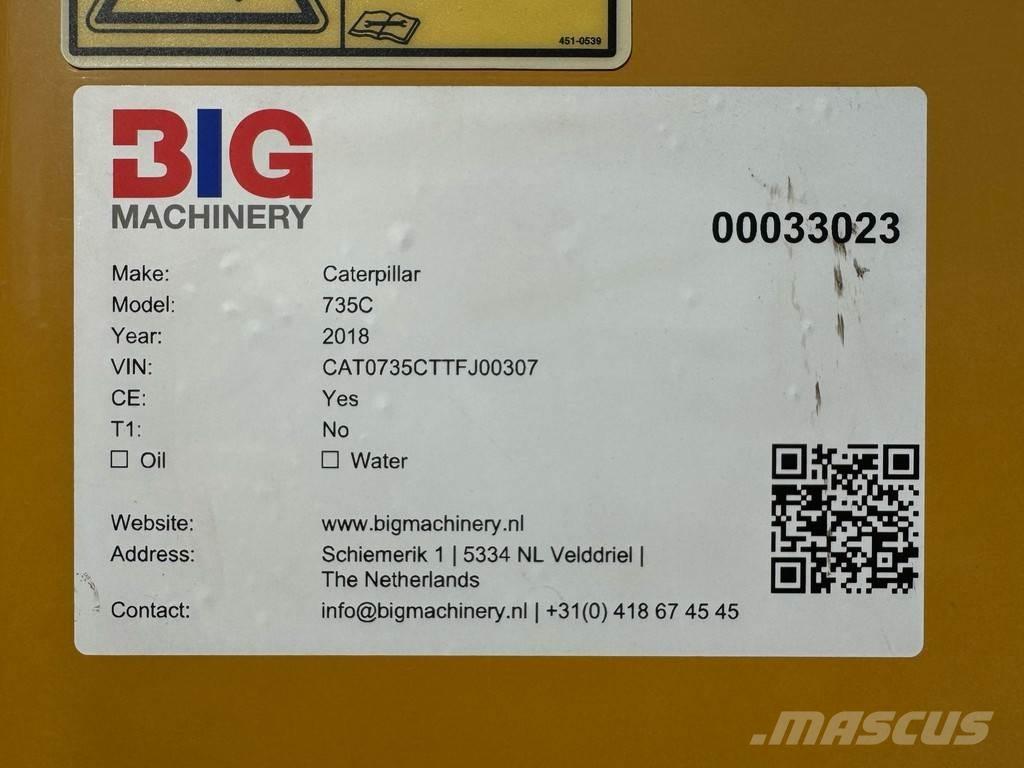 451-0539
BIG
MACHINERY
00033023
Make: Caterpillar
Model: 735C
Year: 2018
VIN: CAT0735CTTFJ00307
CE: Yes
T1: No
☐ Oil ☐ Water
Website: www.bigmachinery.nl
Address: Schiemerik 1 | 5334 NL Velddriel |
The Netherlands
Contact: info@bigmachinery.nl | +31(0) 418 67 45 45
.MASCUS